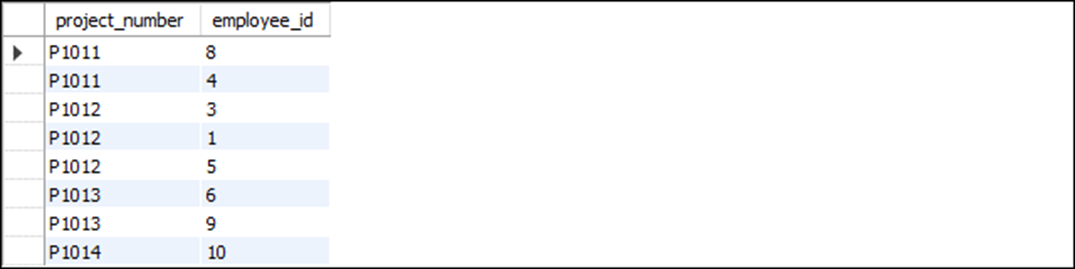 project_number employee_id
P1011 8
P1011 4
P1012 3
P1012 1
P1012 5
P1013 6
P1013 9
P1014 10